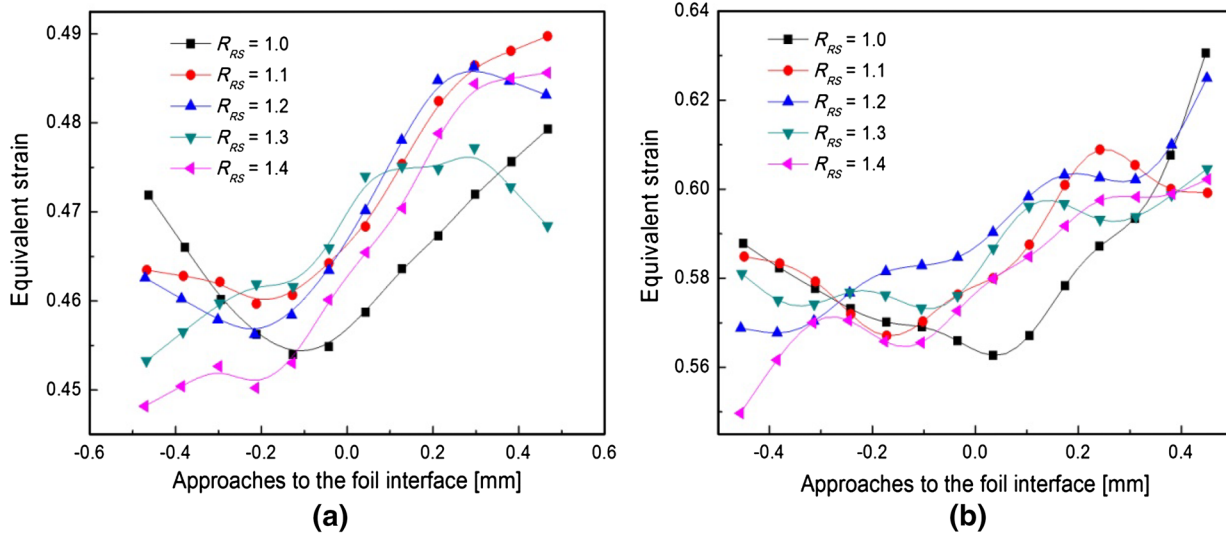 0.49
0.48
0.47
0.46
0.45
Equivalent strain
R_RS = 1.0
R_RS = 1.1
R_RS = 1.2
R_RS = 1.3
R_RS = 1.4
-0.6 -0.4 -0.2 0.0 0.2 0.4 0.6
Approaches to the foil interface [mm]
(a)
0.64
0.62
0.60
0.58
0.56
Equivalent strain
R_RS = 1.0
R_RS = 1.1
R_RS = 1.2
R_RS = 1.3
R_RS = 1.4
-0.4 -0.2 0.0 0.2 0.4
Approaches to the foil interface [mm]
(b)